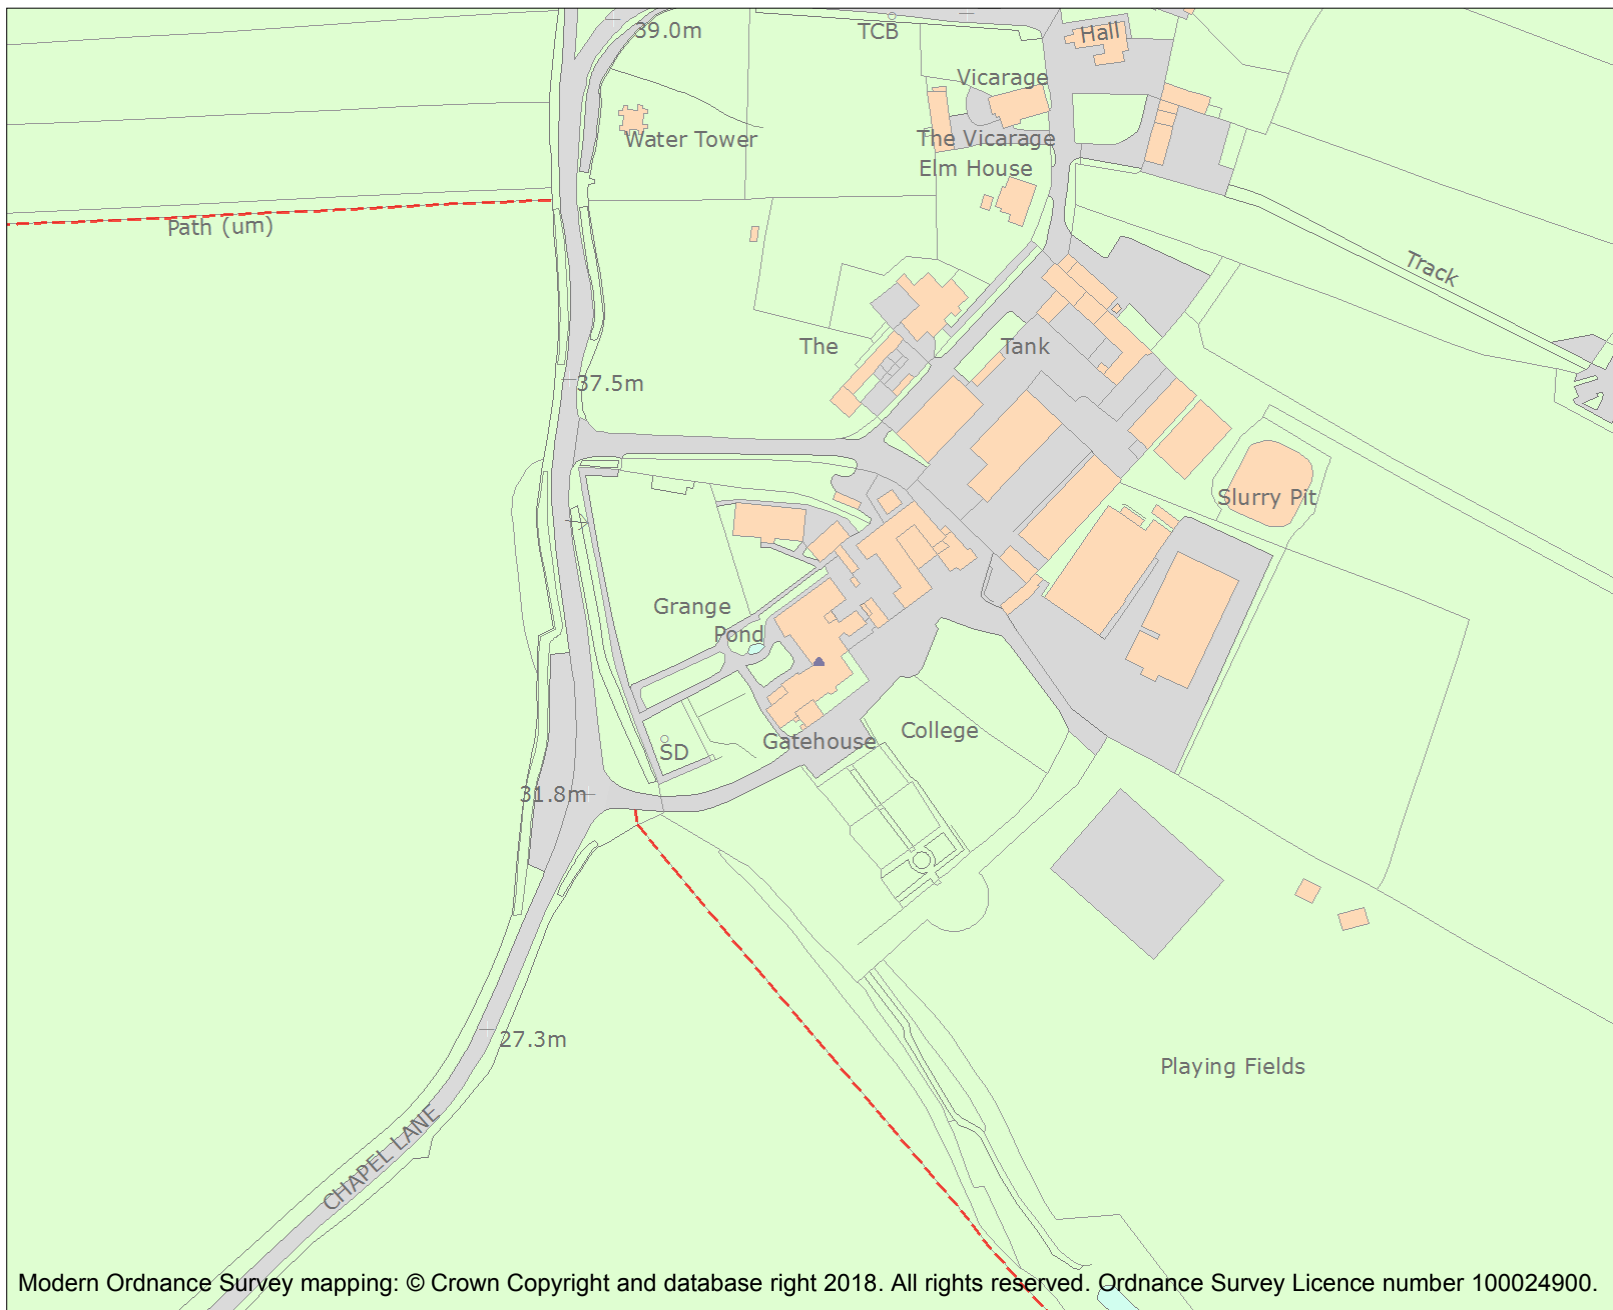 39.0m
TCB
Hall
Vicarage
Water Tower
The Vicarage
Elm House
Path (um)
Track
The
Tank
37.5m
Slurry Pit
Grange
Pond
College
Gatehouse
SD
31.8m
27.3m
Playing Fields
CHAPEL LANE
Modern Ordnance Survey mapping: © Crown Copyright and database right 2018. All rights reserved. Ordnance Survey Licence number 100024900.